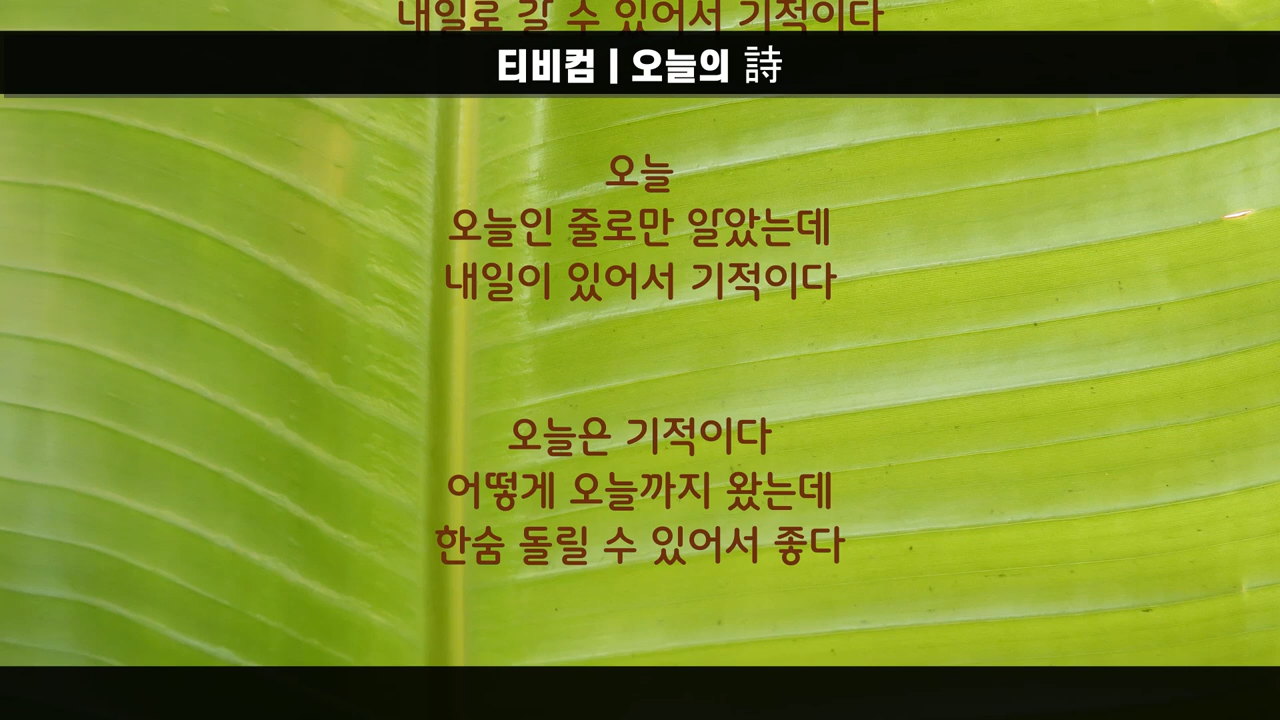 내일로 갈 수 있어서 기적이다
티비컴 | 오늘의 詩
오늘
오늘인 줄로만 알았는데
내일이 있어서 기적이다
오늘은 기적이다
어떻게 오늘까지 왔는데
한숨 돌릴 수 있어서 좋다